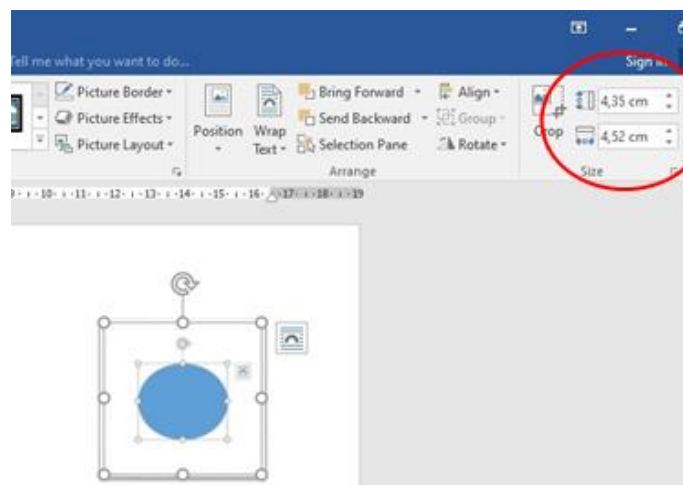 Tell me what you want to do...
Sign in
Picture Border
Picture Effects
Picture Layout
Position
Wrap Text
Bring Forward
Send Backward
Selection Pane
Align
Group
Rotate
Arrange
Crop
4,35 cm
4,52 cm
Size
9 10 11 12 13 14 15 16 17 18 19